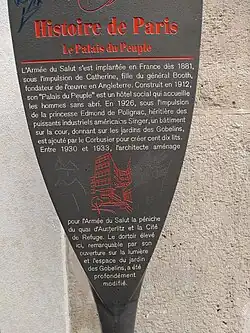 Histoire de Paris
Le Palais du Peuple
L'Armée du Salut s'est implantée en France dès 1881,
sous l'impulsion de Catherine, fille du général Booth,
fondateur de l'œuvre en Angleterre. Construit en 1912,
son "Palais du Peuple" est un hôtel social qui accueille
les hommes sans abri. En 1926, sous l'impulsion
de la princesse Edmond de Polignac, héritière des
puissants industriels américains Singer, un bâtiment
sur la cour, donnant sur les jardins des Gobelins,
est ajouté par le Corbusier pour créer cent dix lits.
Entre 1930 et 1933, l'architecte aménage
pour l'Armée du Salut la péniche
du quai d'Austerlitz et la Cité
de Refuge. Le dortoir élevé
ici, remarquable par son
ouverture sur la lumière
et l'espace du jardin
des Gobelins, a été
profondément
modifié.